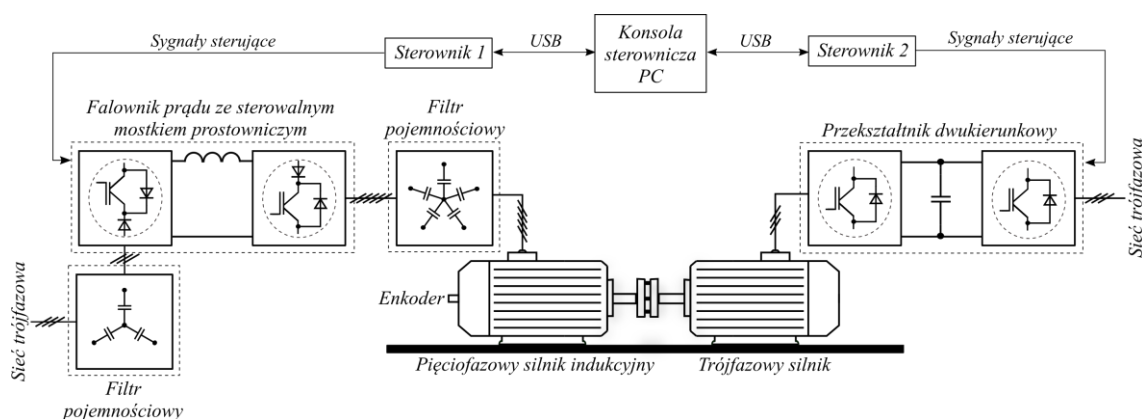 Sygnały sterujące
Sterownik 1
USB
Konsola
sterownicza
PC
USB
Sterownik 2
Sygnały sterujące
Falownik prądu ze sterowalnym
mostkiem prostowniczym
Filtr
pojemnościowy
Przekształtnik dwukierunkowy
Sieć trójfazowa
Enkoder
Sieć trójfazowa
Pięciofazowy silnik indukcyjny
Trójfazowy silnik
Filtr
pojemnościowy